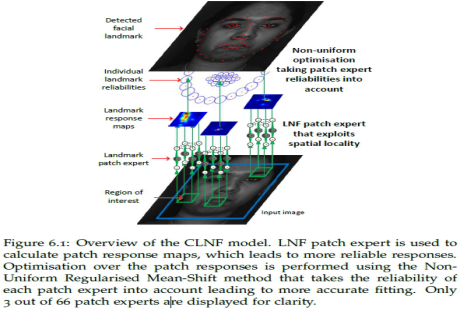 Detected
facial
landmark
Non-uniform
optimisation
taking patch expert
reliabilities into
account
Individual
landmark
reliabilities
Landmark
response
maps
LNF patch expert
that exploits
spatial locality
Landmark
patch expert
Region of
interest
Input image
Figure 6.1: Overview of the CLNF model. LNF patch expert is used to
calculate patch response maps, which leads to more reliable responses.
Optimisation over the patch responses is performed using the Non-
Uniform Regularised Mean-Shift method that takes the reliability of
each patch expert into account leading to more accurate fitting. Only
3 out of 66 patch experts are displayed for clarity.